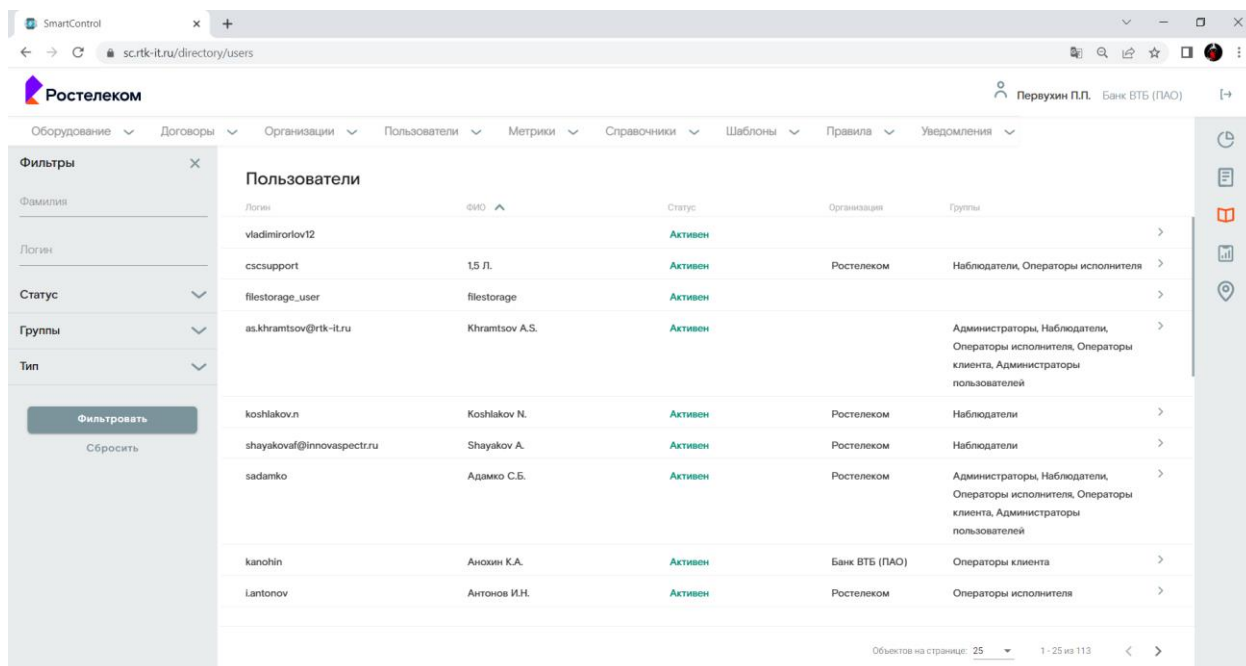 SmartControl
sc.rtk-it.ru/directory/users
Ростелеком
Первухин П.П. Банк ВТБ (ПАО)
Оборудование Договоры Организации Пользователи Метрики Справочники Шаблоны Правила Уведомления
Фильтры
Фамилия
Логин
Статус
Группы
Тип
Фильтровать
Сбросить
Пользователи
Логин ФИО Статус Организация Группы
vladimirorlov12 Активен
cscsupport 1,5 Л. Активен Ростелеком Наблюдатели, Операторы исполнителя
filestorage_user filestorage Активен
as.khramtsov@rtk-it.ru Khramtsov A.S. Активен Администраторы, Наблюдатели,
Операторы исполнителя, Операторы
клиента, Администраторы
пользователей
koshlakov.n Koshlakov N. Активен Ростелеком Наблюдатели
shayakovaf@innovaspectr.ru Shayakov A. Активен Ростелеком Наблюдатели
sadamko Адамко С.Б. Активен Ростелеком Администраторы, Наблюдатели,
Операторы исполнителя, Операторы
клиента, Администраторы
пользователей
kanohin Анохин К.А. Активен Банк ВТБ (ПАО) Операторы клиента
i.antonov Антонов И.Н. Активен Ростелеком Операторы исполнителя
Объектов на странице: 25 1 - 25 из 113